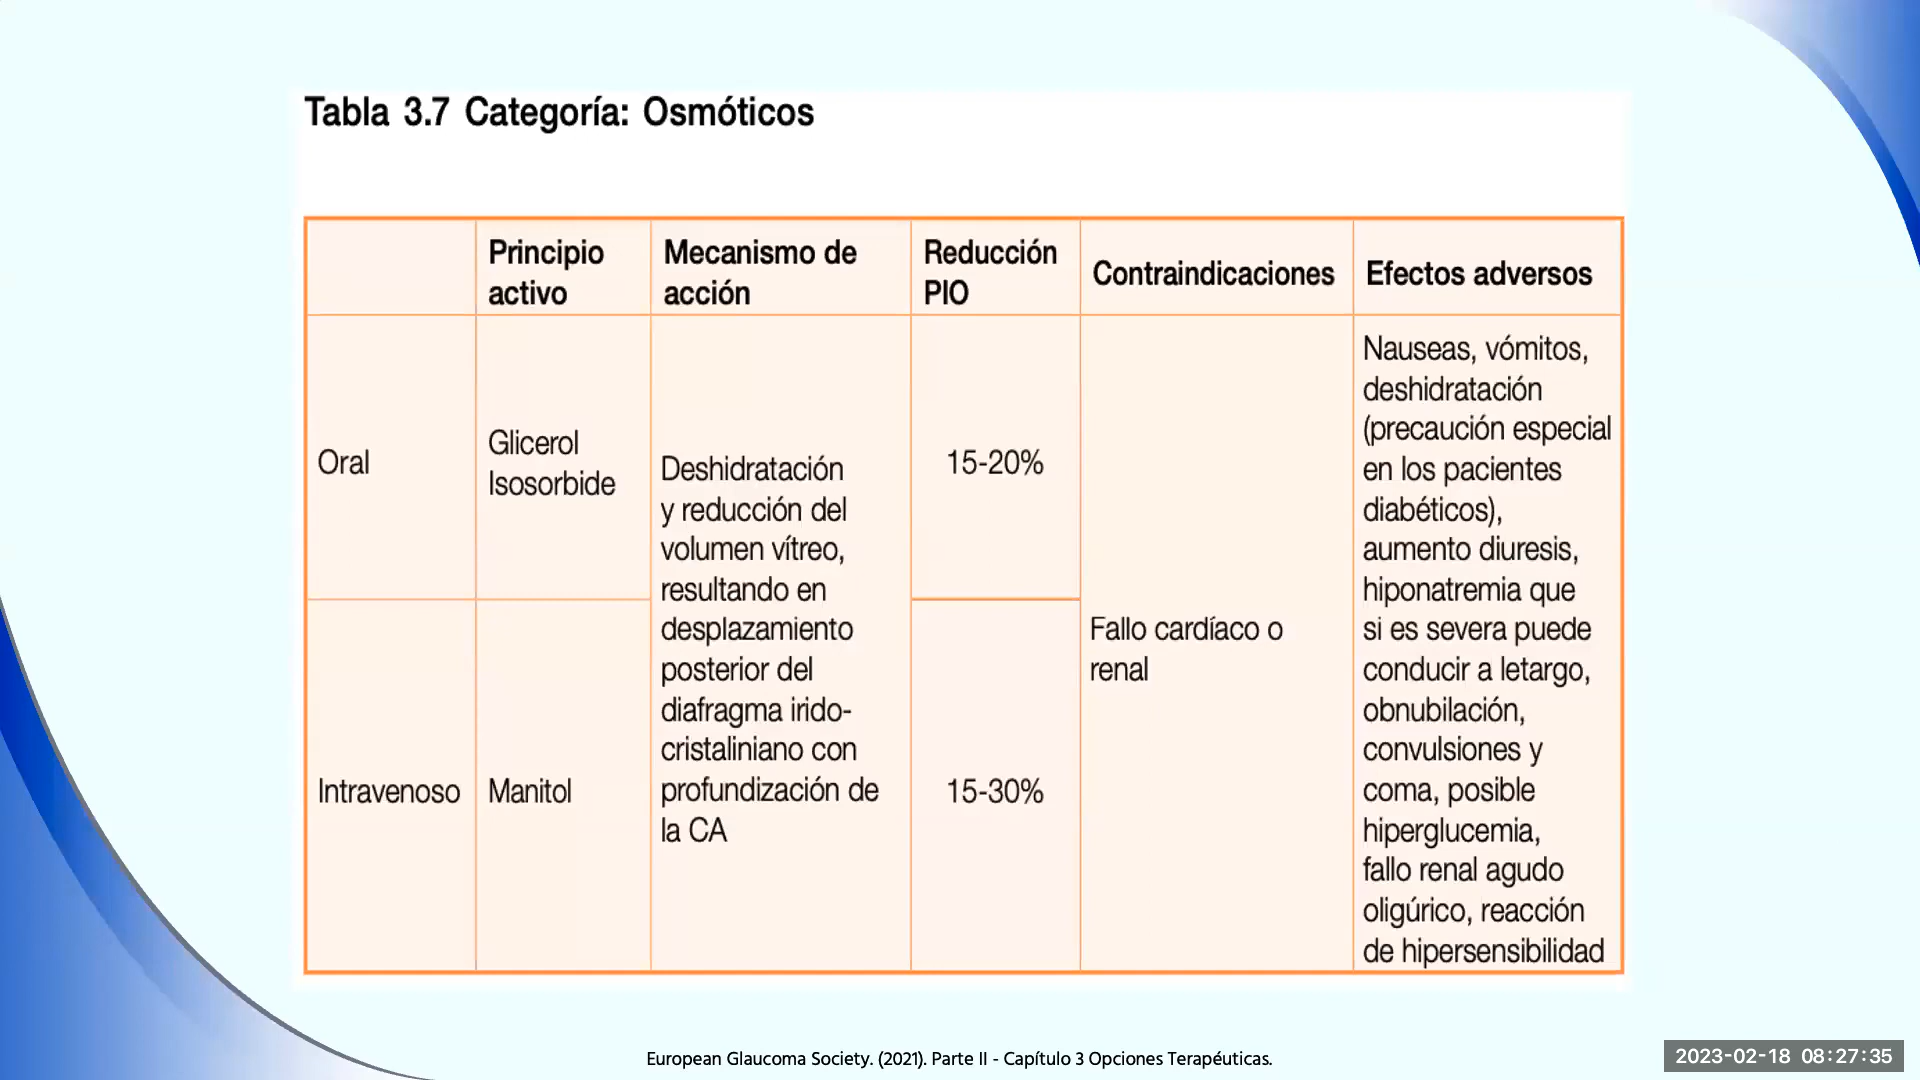 Tabla 3.7 Categoría: Osmóticos
Principio
activo
Mecanismo de
acción
Reducción
PIO
Contraindicaciones
Efectos adversos
Oral
Glicerol
Isosorbide
Deshidratación
y reducción del
volumen vítreo,
resultando en
desplazamiento
posterior del
diafragma irido-
cristaliniano con
profundización de
la CA
15-20%
Fallo cardíaco o
renal
Nauseas, vómitos,
deshidratación
(precaución especial
en los pacientes
diabéticos),
aumento diuresis,
hiponatremia que
si es severa puede
conducir a letargo,
obnubilación,
convulsiones y
coma, posible
hiperglucemia,
fallo renal agudo
oligúrico, reacción
de hipersensibilidad
Intravenoso
Manitol
15-30%
European Glaucoma Society. (2021). Parte II - Capítulo 3 Opciones Terapéuticas.
2023-02-18 08:27:35